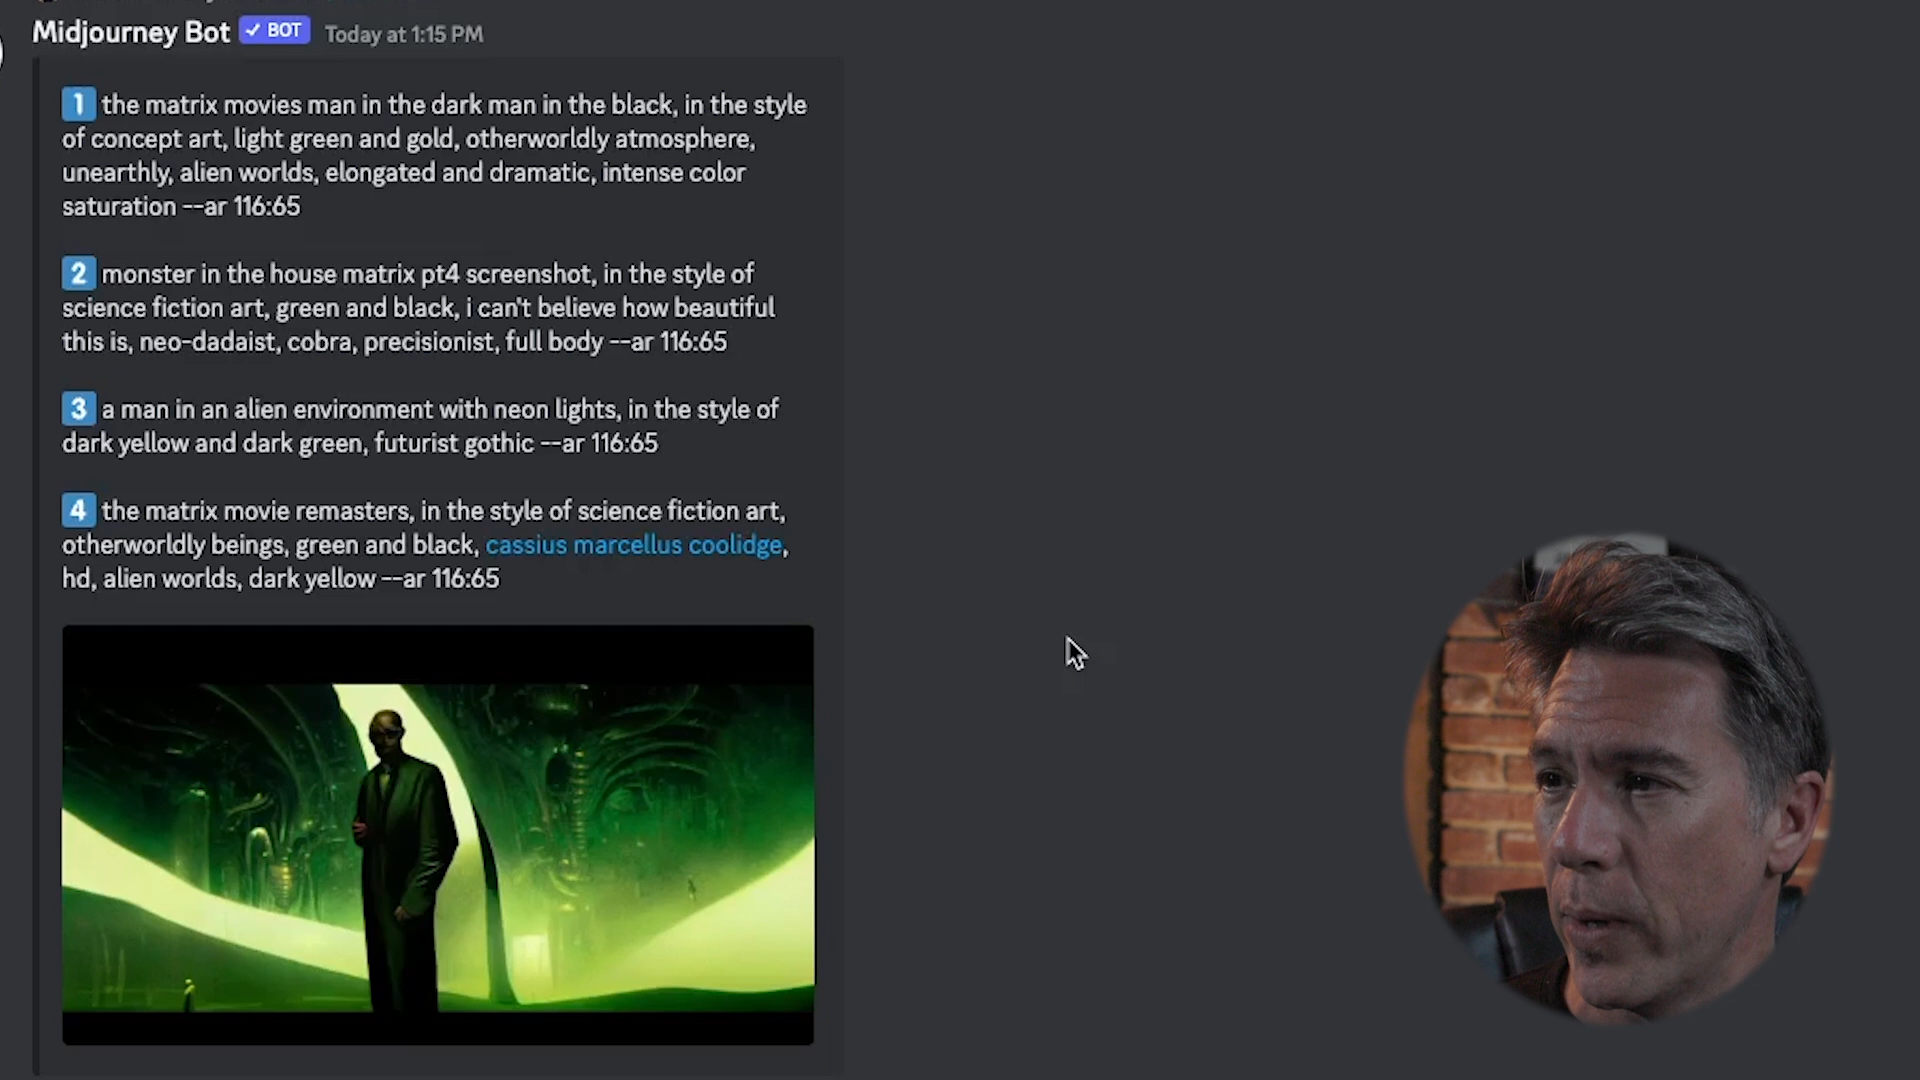 Midjourney Bot ✓ BOT Today at 1:15 PM
1 the matrix movies man in the dark man in the black, in the style
of concept art, light green and gold, otherworldly atmosphere,
unearthly, alien worlds, elongated and dramatic, intense color
saturation --ar 116:65
2 monster in the house matrix pt4 screenshot, in the style of
science fiction art, green and black, i can't believe how beautiful
this is, neo-dadaist, cobra, precisionist, full body --ar 116:65
3 a man in an alien environment with neon lights, in the style of
dark yellow and dark green, futurist gothic --ar 116:65
4 the matrix movie remasters, in the style of science fiction art,
otherworldly beings, green and black, cassius marcellus coolidge,
hd, alien worlds, dark yellow --ar 116:65